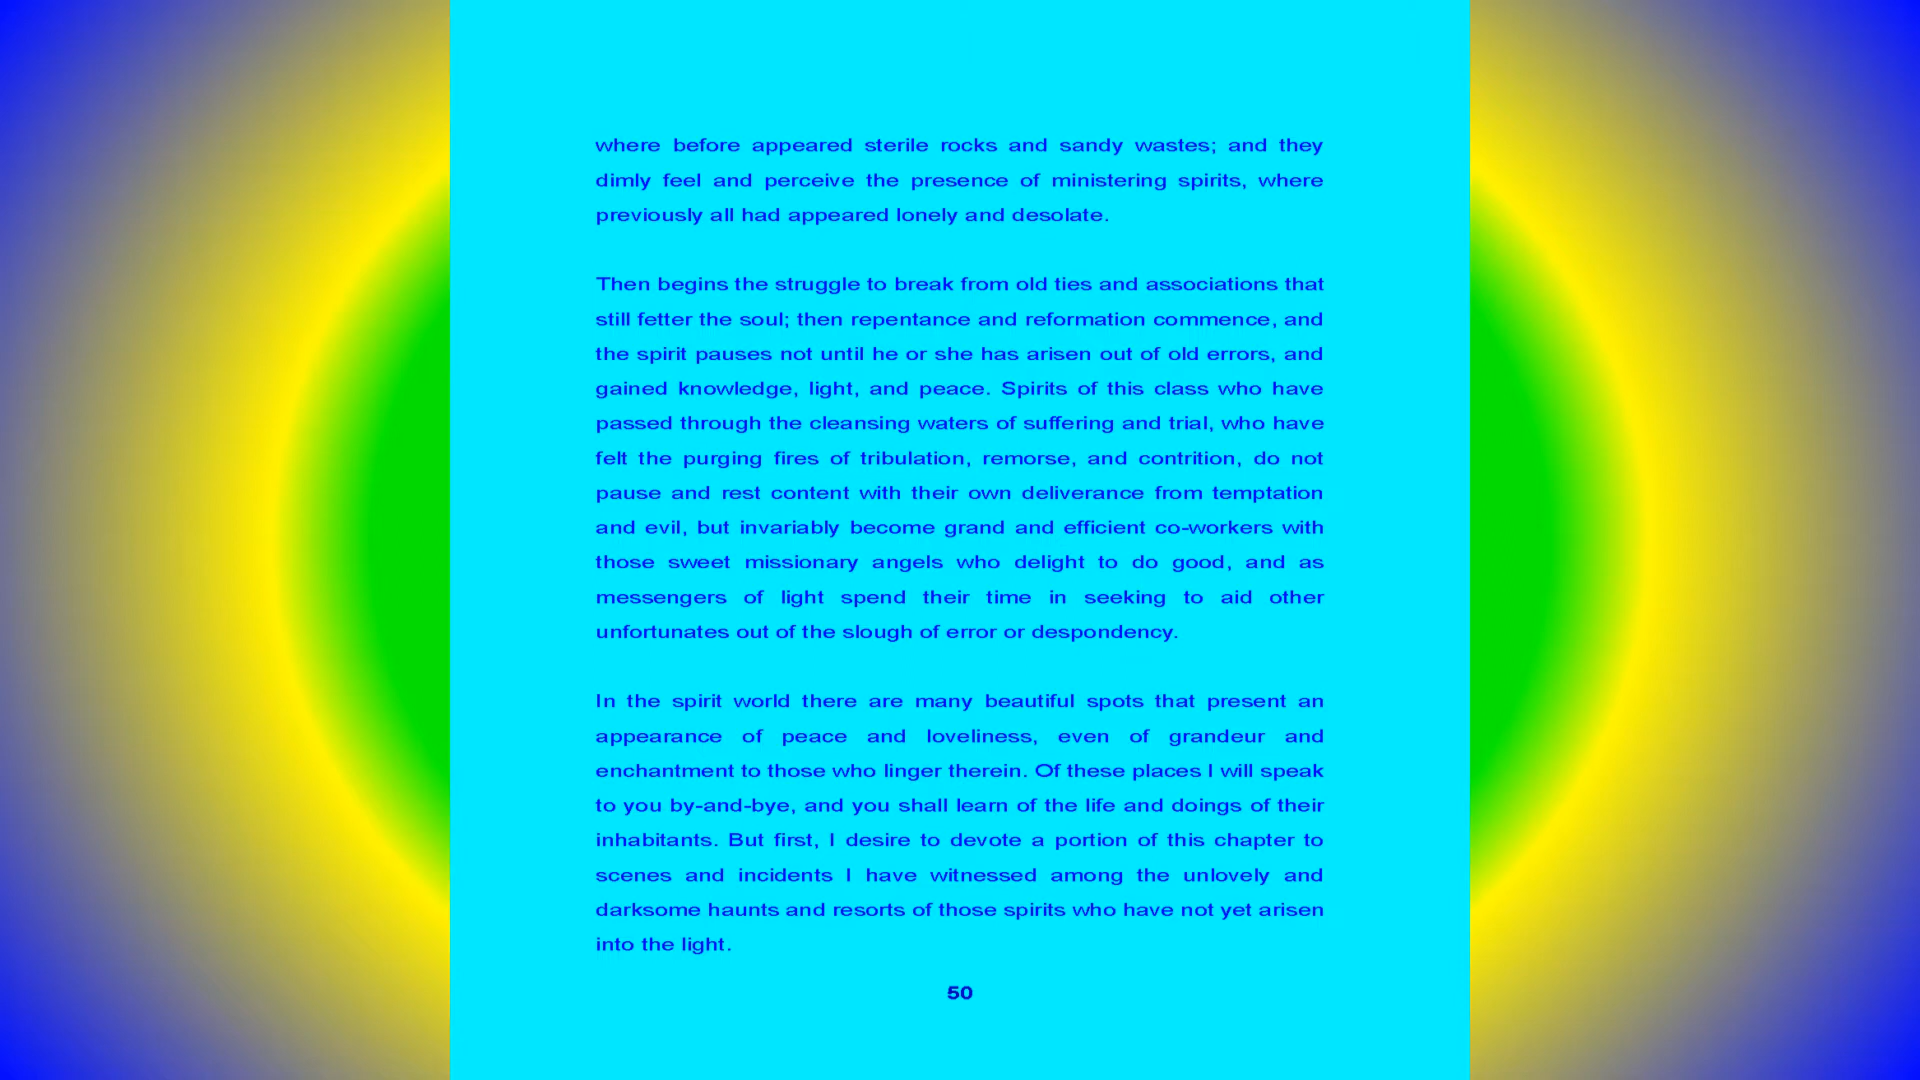 where before appeared sterile rocks and sandy wastes; and they
dimly feel and perceive the presence of ministering spirits, where
previously all had appeared lonely and desolate.
Then begins the struggle to break from old ties and associations that
still fetter the soul; then repentance and reformation commence, and
the spirit pauses not until he or she has arisen out of old errors, and
gained knowledge, light, and peace. Spirits of this class who have
passed through the cleansing waters of suffering and trial, who have
felt the purging fires of tribulation, remorse, and contrition, do not
pause and rest content with their own deliverance from temptation
and evil, but invariably become grand and efficient co-workers with
those sweet missionary angels who delight to do good, and as
messengers of light spend their time in seeking to aid other
unfortunates out of the slough of error or despondency.
In the spirit world there are many beautiful spots that present an
appearance of peace and loveliness, even of grandeur and
enchantment to those who linger therein. Of these places I will speak
to you by-and-bye, and you shall learn of the life and doings of their
inhabitants. But first, I desire to devote a portion of this chapter to
scenes and incidents I have witnessed among the unlovely and
darksome haunts and resorts of those spirits who have not yet arisen
into the light.
50